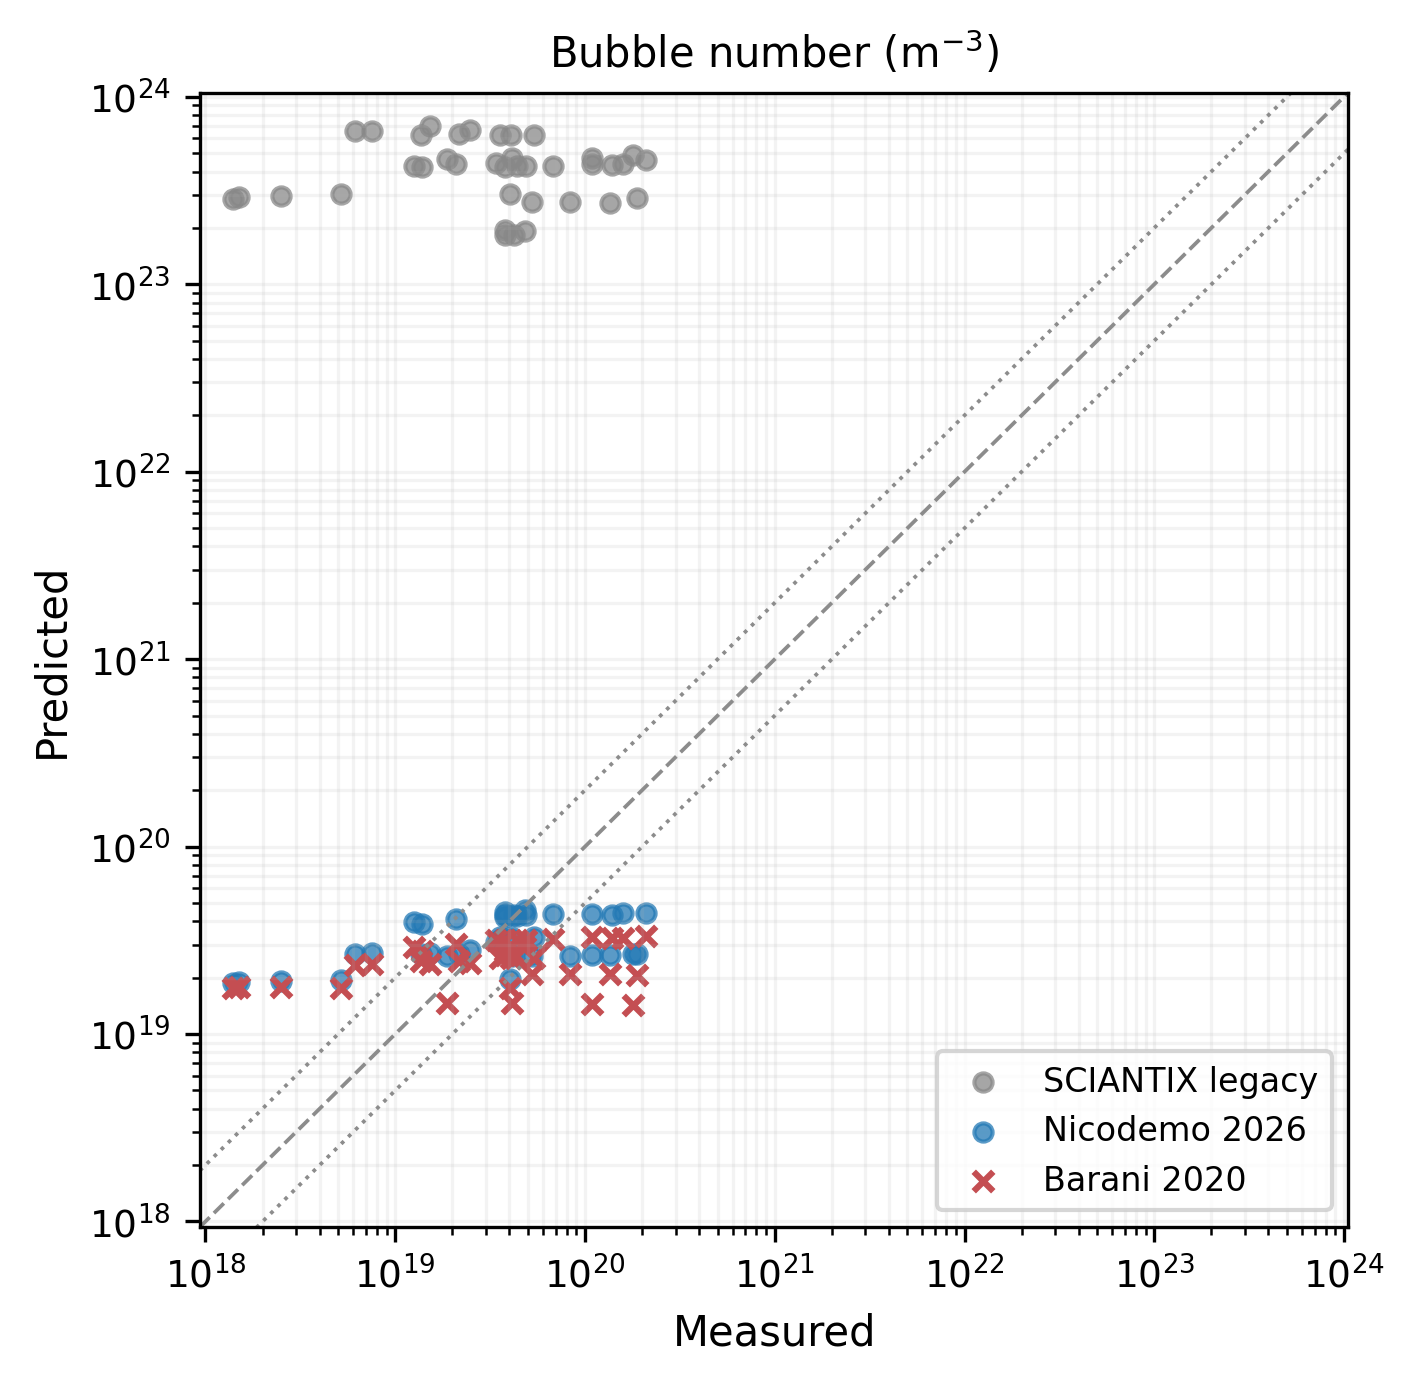 Bubble number (m⁻³)
10²⁴
10²³
10²²
10²¹
10²⁰
10¹⁹
10¹⁸
Predicted
SCIANTIX legacy
Nicodemo 2026
Barani 2020
10¹⁸ 10¹⁹ 10²⁰ 10²¹ 10²² 10²³ 10²⁴
Measured